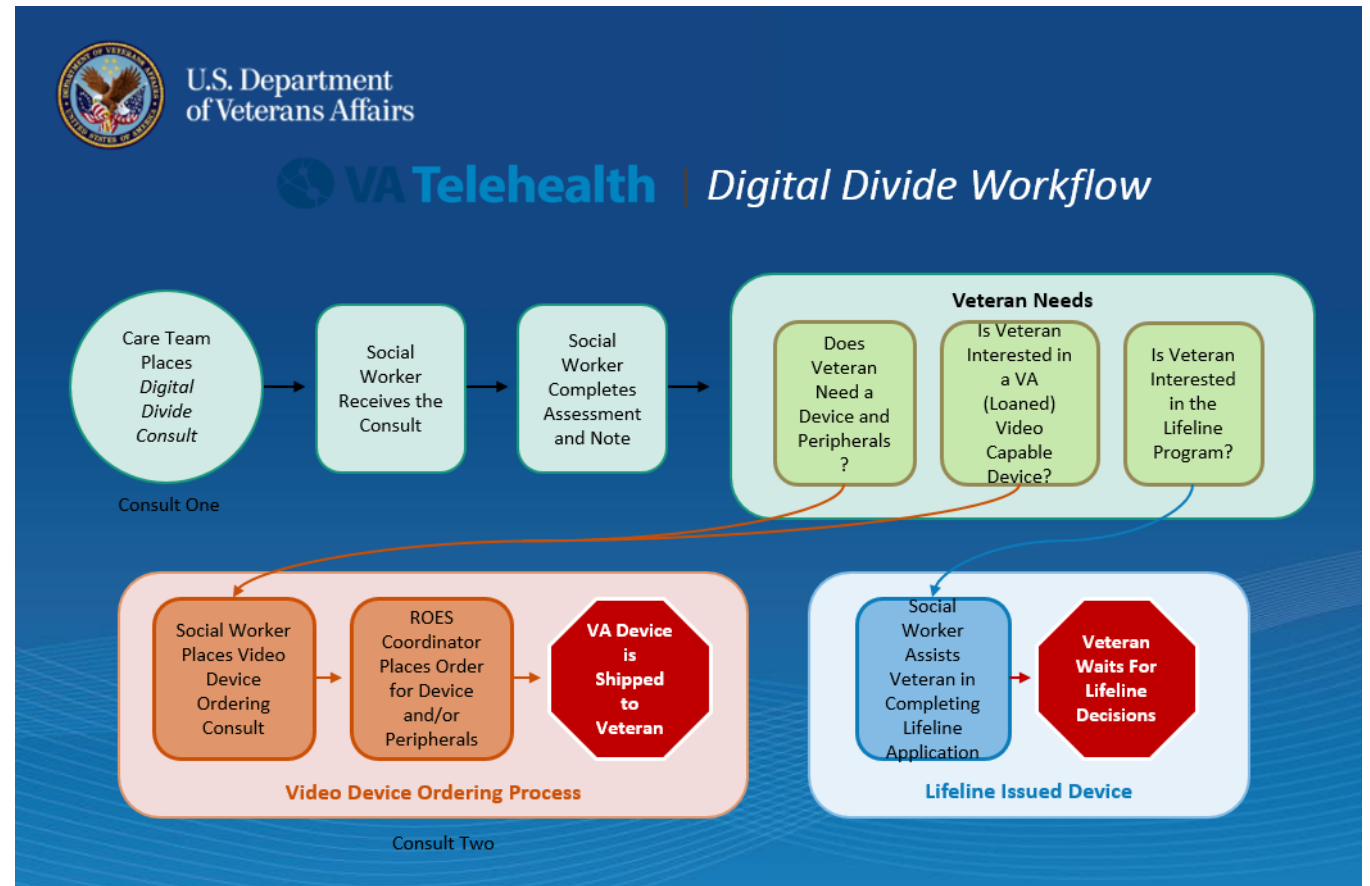 U.S. Department
of Veterans Affairs
VA Telehealth | Digital Divide Workflow
Care Team
Places
Digital
Divide
Consult
Consult One
Social
Worker
Receives the
Consult
Social
Worker
Completes
Assessment
and Note
Veteran Needs
Does
Veteran
Need a
Device and
Peripherals
?
Is Veteran
Interested in
a VA
(Loaned)
Video
Capable
Device?
Is Veteran
Interested
in the
Lifeline
Program?
Social Worker
Places Video
Device
Ordering
Consult
ROES
Coordinator
Places Order
for Device
and/or
Peripherals
VA Device
is
Shipped
to
Veteran
Video Device Ordering Process
Consult Two
Social
Worker
Assists
Veteran in
Completing
Lifeline
Application
Veteran
Waits For
Lifeline
Decisions
Lifeline Issued Device